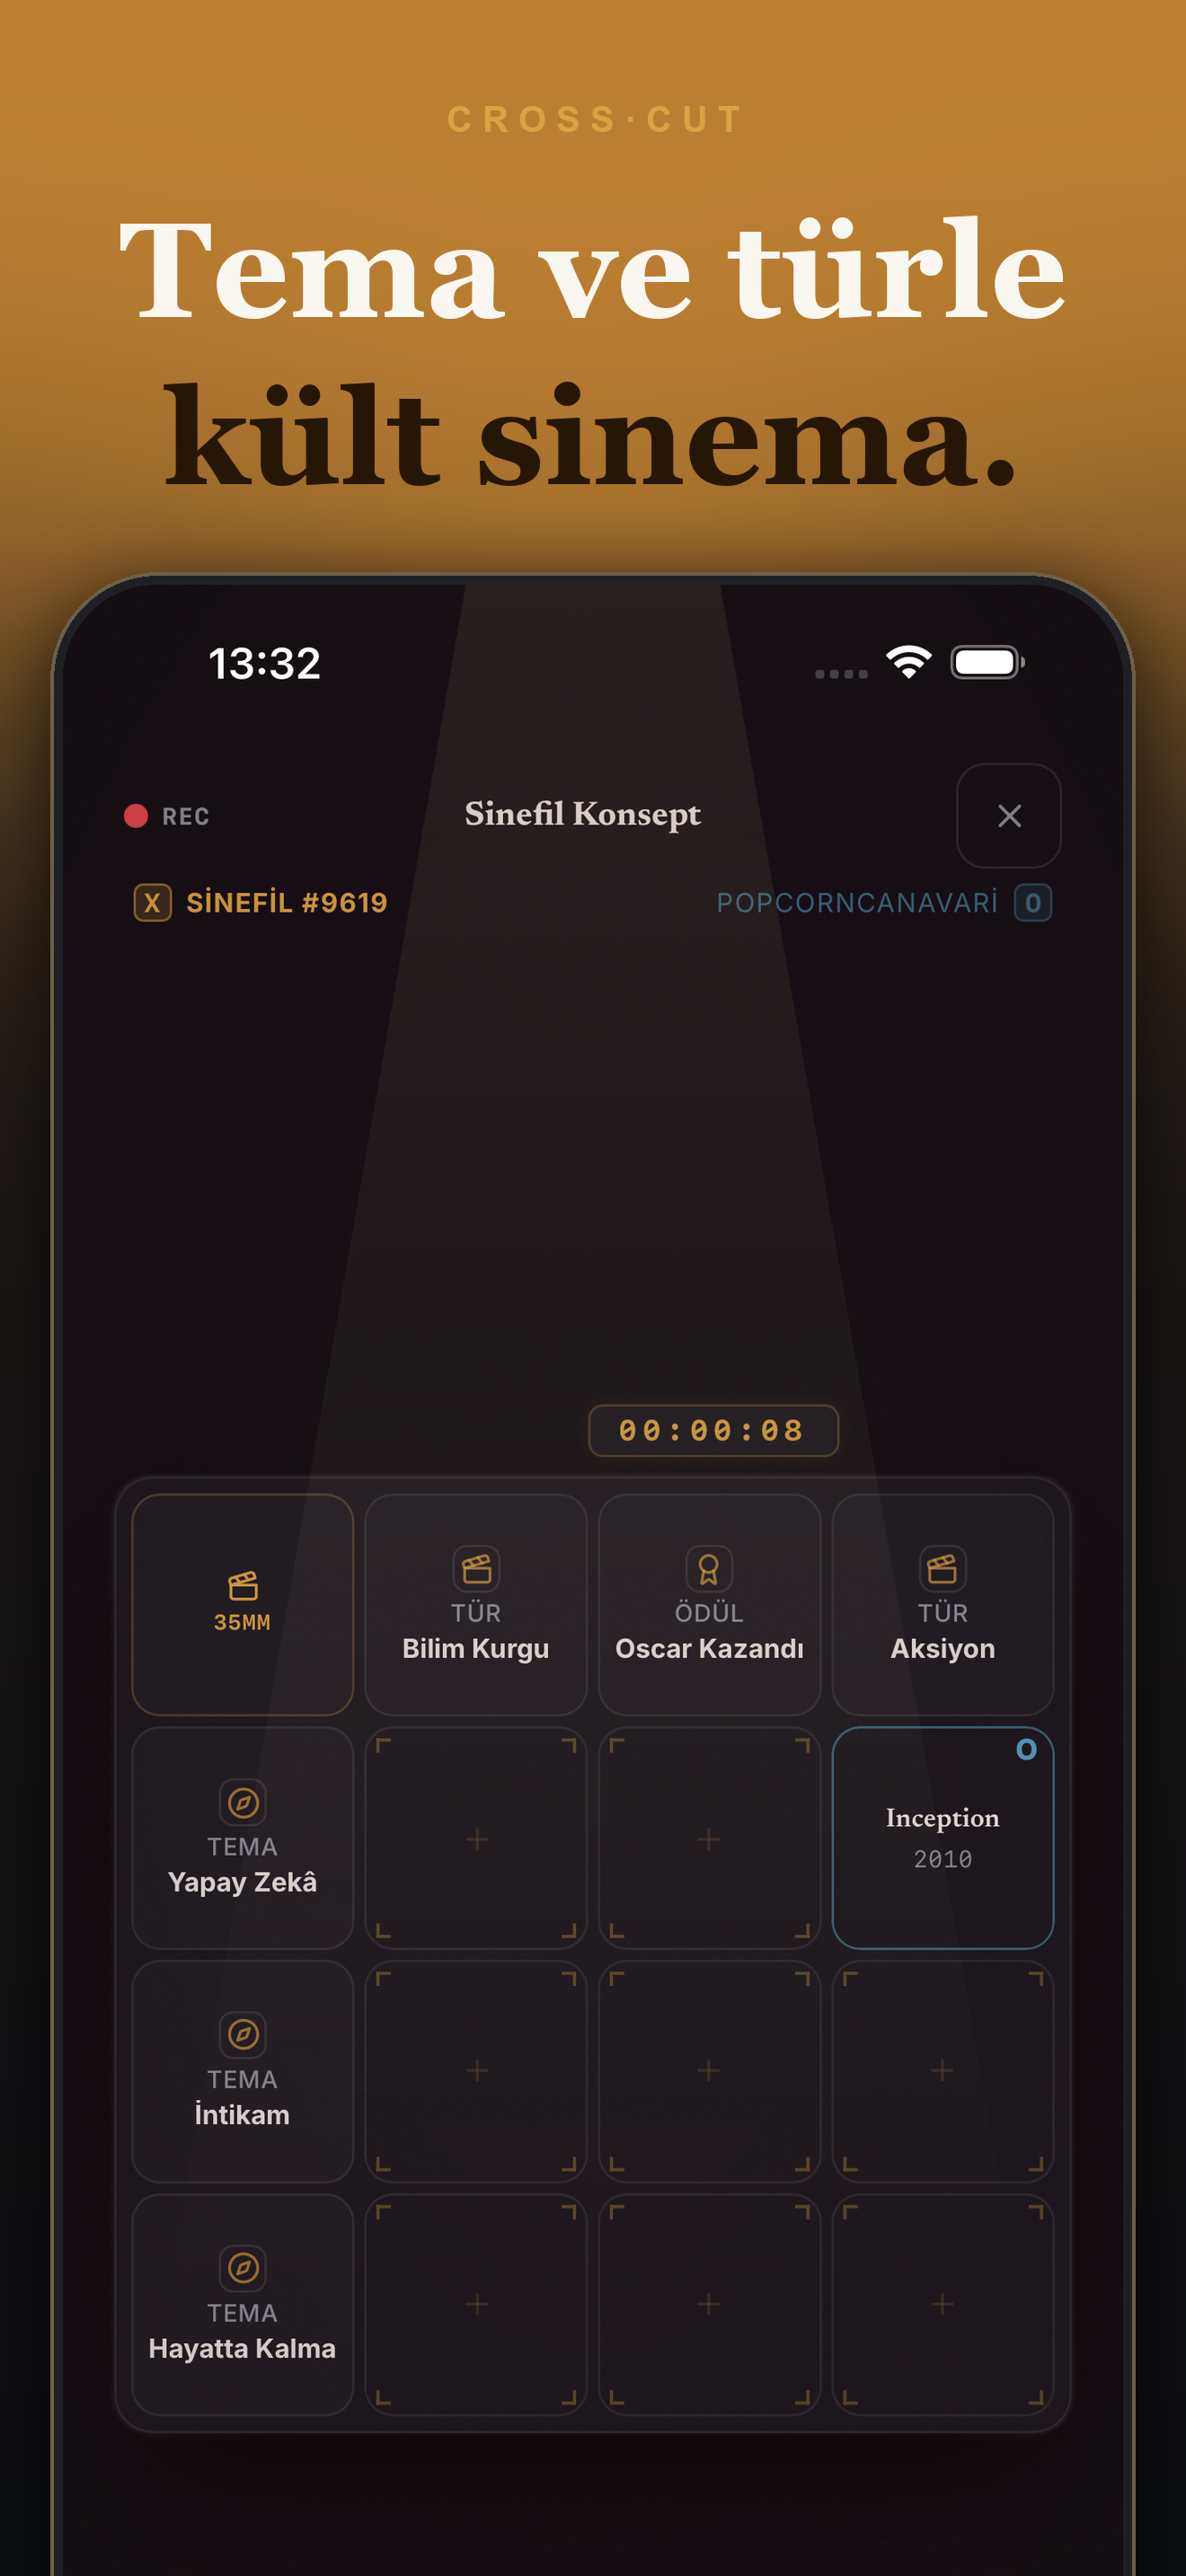 CROSS·CUT
Tema ve türle
kült sinema.
13:32
REC
Sinefil Konsept
X SİNEFİL #9619
POPCORNCANAVARİ O
00:00:08
35MM
TÜR
Bilim Kurgu
ÖDÜL
Oscar Kazandı
TÜR
Aksiyon
TEMA
Yapay Zekâ
O
Inception
2010
TEMA
İntikam
TEMA
Hayatta Kalma